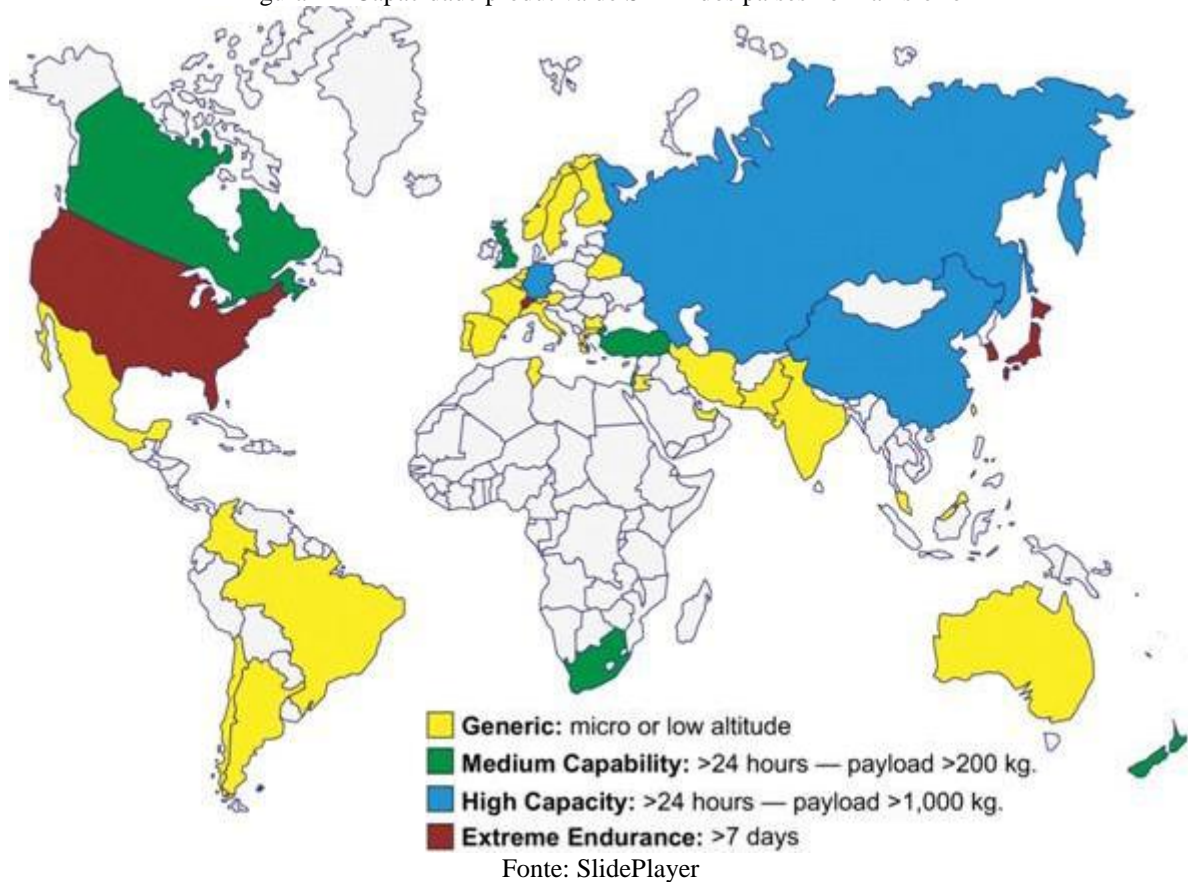 Generic: micro or low altitude
Medium Capability: >24 hours — payload >200 kg.
High Capacity: >24 hours — payload >1,000 kg.
Extreme Endurance: >7 days
Fonte: SlidePlayer